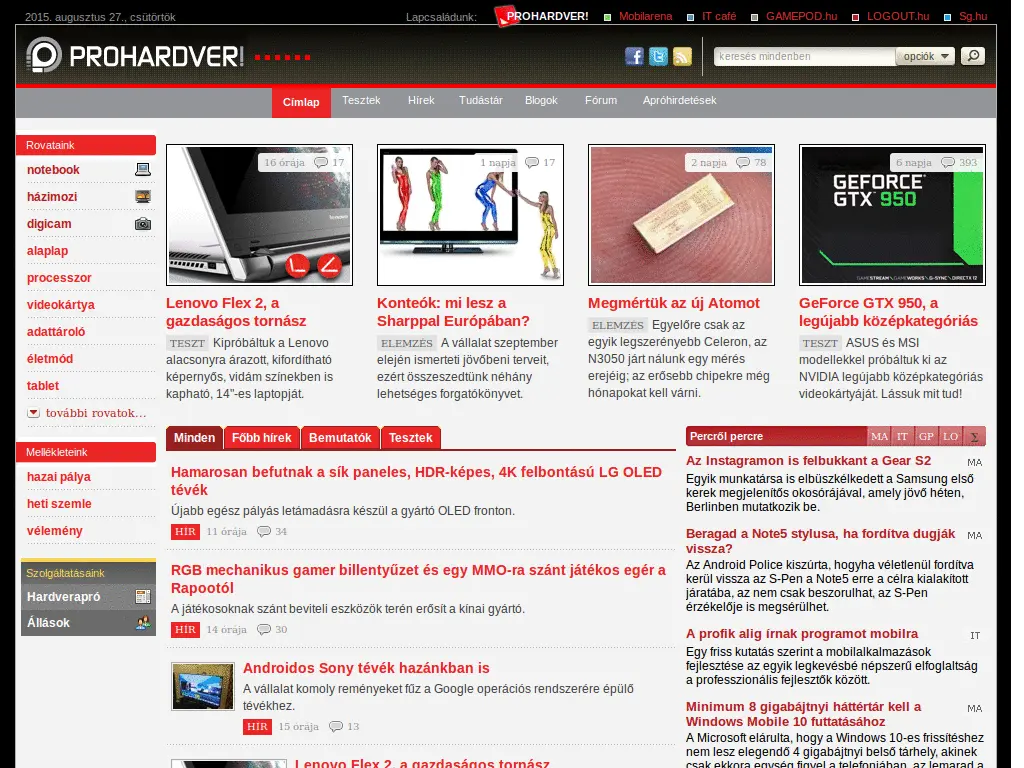 2015. augusztus 27., csütörtök
Lapcsaládunk: PROHARDVER! Mobilarena IT café GAMEPOD.hu LOGOUT.hu Sg.hu
PROHARDVER!
keresés mindenben opciók
Címlap Tesztek Hírek Tudástár Blogok Fórum Apróhirdetések
Rovataink
notebook
házimozi
digicam
alaplap
processzor
videokártya
adattároló
életmód
tablet
további rovatok...
Mellékleteink
hazai pálya
heti szemle
vélemény
Szolgáltatásaink
Hardverapró
Állások
16 órája 17
Lenovo Flex 2, a
gazdaságos tornász
TESZT Kipróbáltuk a Lenovo
alacsonyra árazott, kifordítható
képernyős, vidám színekben is
kapható, 14"-es laptopját.
1 napja 17
Konteók: mi lesz a
Sharppal Európában?
ELEMZÉS A vállalat szeptember
elején ismerteti jövőbeni terveit,
ezért összeszedtünk néhány
lehetséges forgatókönyvet.
2 napja 78
Megmértük az új Atomot
ELEMZÉS Egyelőre csak az
egyik legszerényebb Celeron, az
N3050 járt nálunk egy mérés
erejéig; az erősebb chipekre még
hónapokat kell várni.
6 napja 393
GEFORCE
GTX 950
GAMESTREAM GAMEWORKS G-SYNC DIRECTX 12
GeForce GTX 950, a
legújabb középkategóriás
TESZT ASUS és MSI
modellekkel próbáltuk ki az
NVIDIA legújabb középkategóriás
videokártyáját. Lássuk mit tud!
Minden Főbb hírek Bemutatók Tesztek
Hamarosan befutnak a sík paneles, HDR-képes, 4K felbontású LG OLED
tévék
Újabb egész pályás letámadásra készül a gyártó OLED fronton.
HÍR 11 órája 34
RGB mechanikus gamer billentyűzet és egy MMO-ra szánt játékos egér a
Rapootól
A játékosoknak szánt beviteli eszközök terén erősít a kínai gyártó.
HÍR 14 órája 30
Androidos Sony tévék hazánkban is
A vállalat komoly reményeket fűz a Google operációs rendszerére épülő
tévékhez.
HÍR 15 órája 13
Lenovo Flex 2, a gazdaságos tornász
Percről percre MA IT GP LO Σ
Az Instagramon is felbukkant a Gear S2 MA
Egyik munkatársa is elbüszkélkedett a Samsung első
kerek megjelenítős okosórájával, amely jövő héten,
Berlinben mutatkozik be.
Beragad a Note5 stylusa, ha fordítva dugják MA
vissza?
Az Android Police kiszúrta, hogyha véletlenül fordítva
kerül vissza az S-Pen a Note5 erre a célra kialakított
járatába, az nem csak beszorulhat, az S-Pen
érzékelője is megsérülhet.
A profik alig írnak programot mobilra IT
Egy friss kutatás szerint a mobilalkalmazások
fejlesztése az egyik legkevésbé népszerű elfoglaltság
a professzionális fejlesztők között.
Minimum 8 gigabájtnyi háttértár kell a MA
Windows Mobile 10 futtatásához
A Microsoft elárulta, hogy a Windows 10-es frissítéshez
nem lesz elegendő 4 gigabájtnyi belső tárhely, akinek
csak ekkora egység figyel a telefonjában, az lemarad a